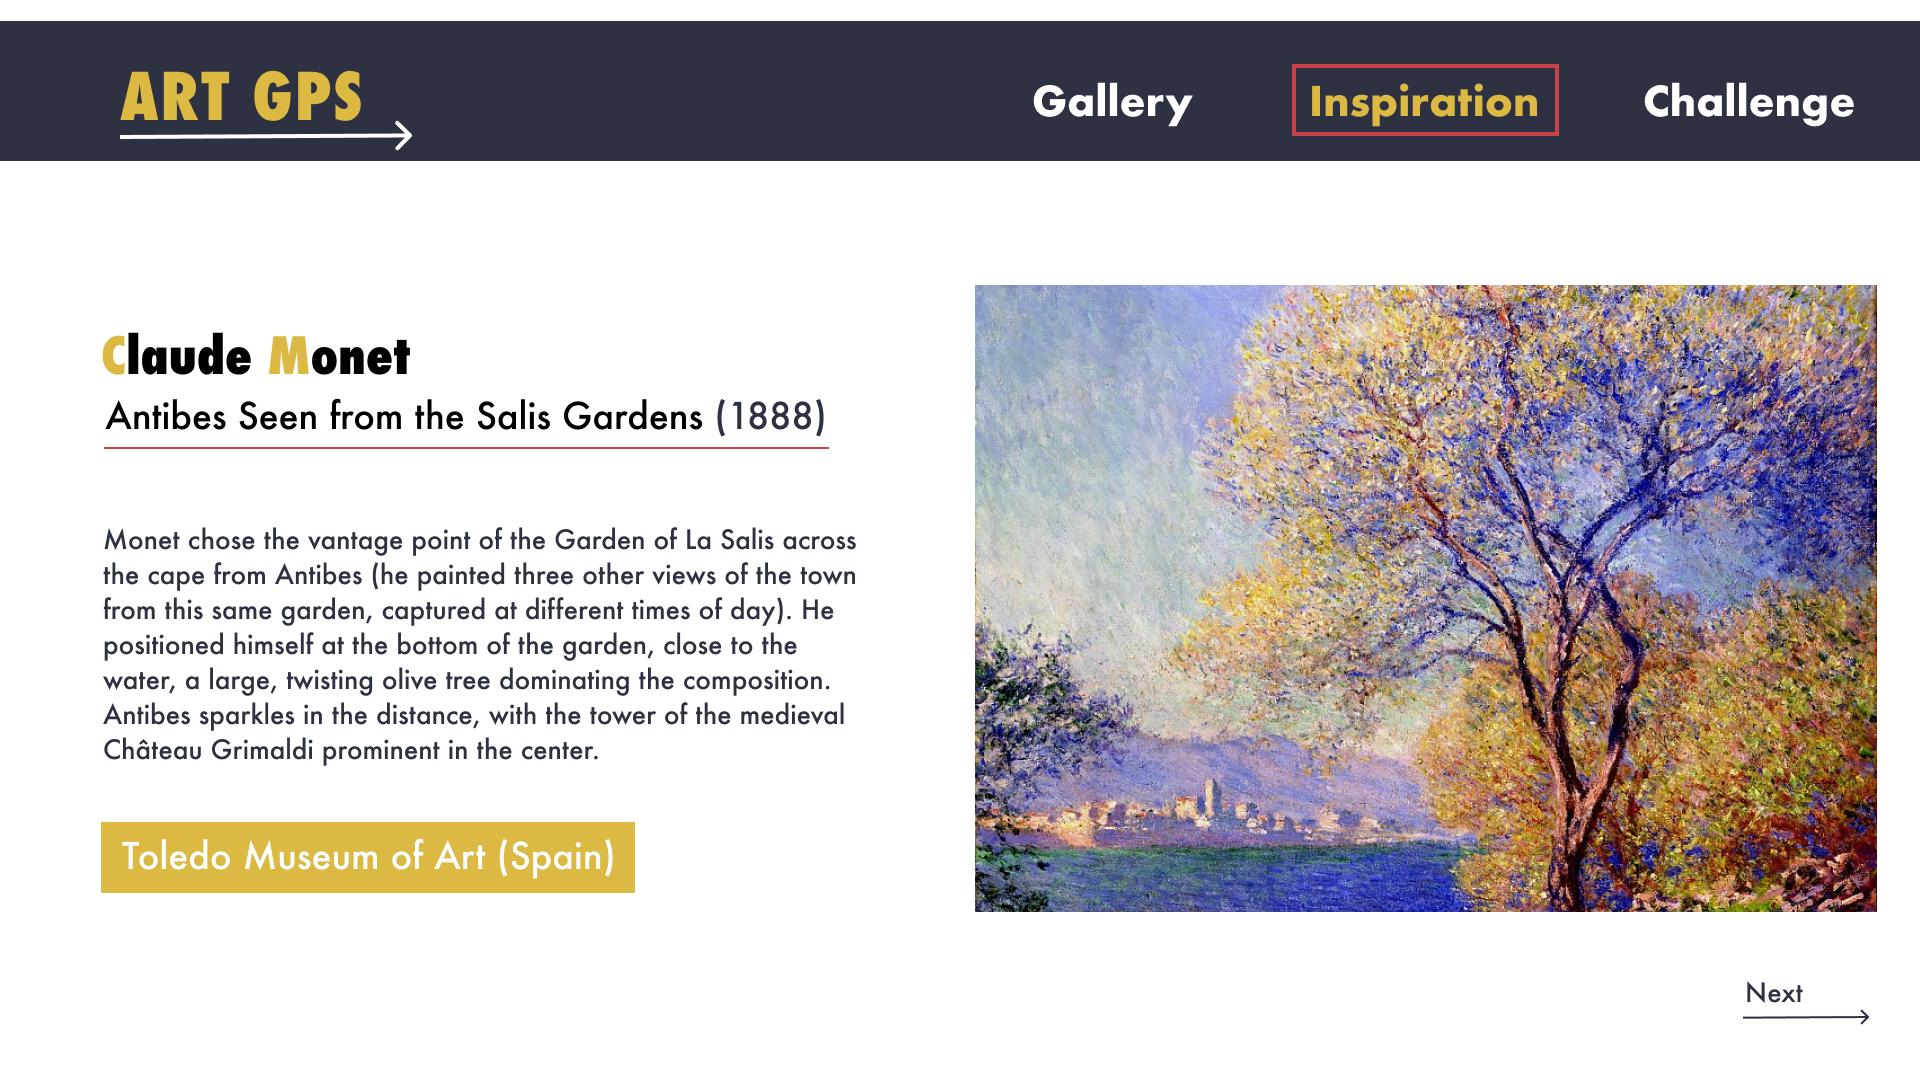 ART GPS
Gallery
Inspiration
Challenge
Claude Monet
Antibes Seen from the Salis Gardens (1888)
Monet chose the vantage point of the Garden of La Salis across
the cape from Antibes (he painted three other views of the town
from this same garden, captured at different times of day). He
positioned himself at the bottom of the garden, close to the
water, a large, twisting olive tree dominating the composition.
Antibes sparkles in the distance, with the tower of the medieval
Château Grimaldi prominent in the center.
Toledo Museum of Art (Spain)
Next